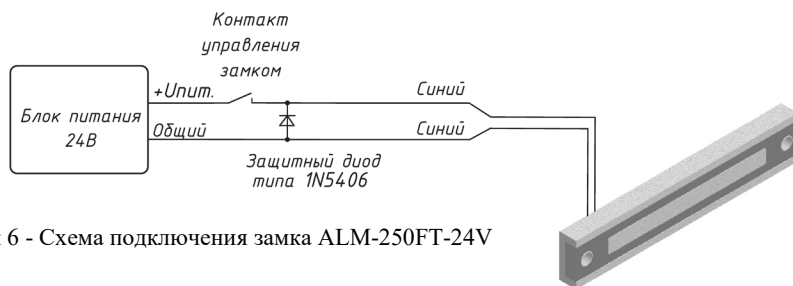 Контакт
управления
замком
+Uпит.
Синий
Блок питания
24В
Общий
Синий
Защитный диод
типа 1N5406
6 - Схема подключения замка ALM-250FT-24V